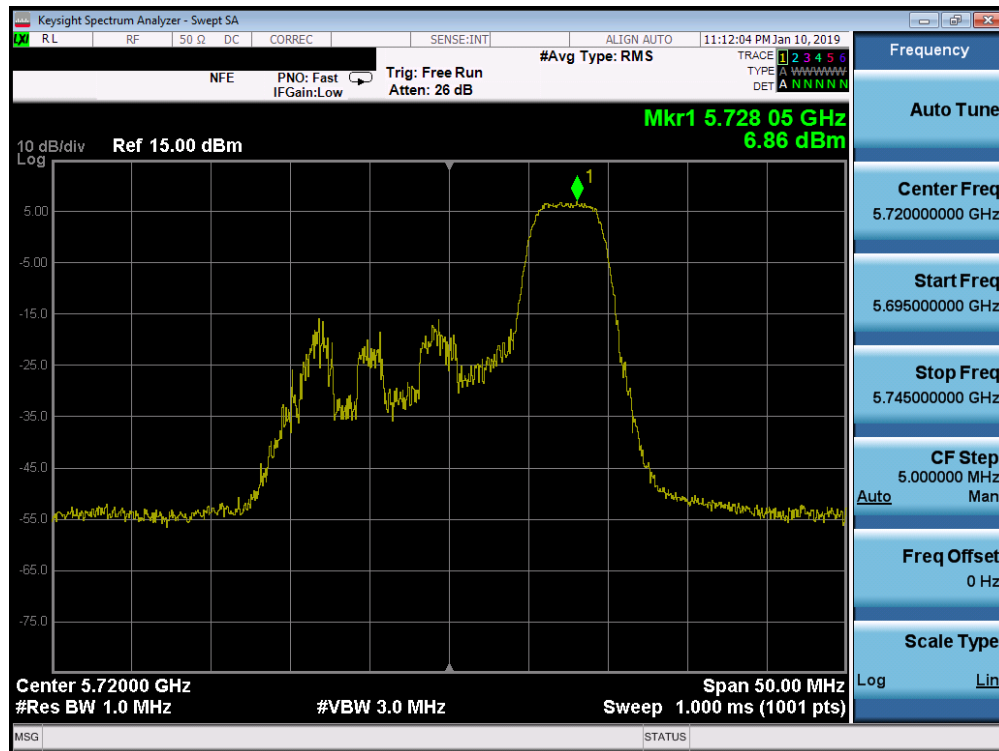 Keysight Spectrum Analyzer - Swept SA
LXI RL RF 50 Ω DC CORREC SENSE:INT ALIGN AUTO 11:12:04 PM Jan 10, 2019
#Avg Type: RMS
TRACE 1 2 3 4 5 6
TYPE A WWWWW
DET A N N N N N
NFE
PNO: Fast
IFGain:Low
Trig: Free Run
Atten: 26 dB
Mkr1 5.728 05 GHz
6.86 dBm
10 dB/div
Log
Ref 15.00 dBm
1
5.00
-5.00
-15.0
-25.0
-35.0
-45.0
-55.0
-65.0
-75.0
Center 5.72000 GHz
Span 50.00 MHz
#Res BW 1.0 MHz
#VBW 3.0 MHz
Sweep 1.000 ms (1001 pts)
MSG
STATUS
Frequency
Auto Tune
Center Freq
5.720000000 GHz
Start Freq
5.695000000 GHz
Stop Freq
5.745000000 GHz
CF Step
5.000000 MHz
Auto Man
Freq Offset
0 Hz
Scale Type
Log Lin